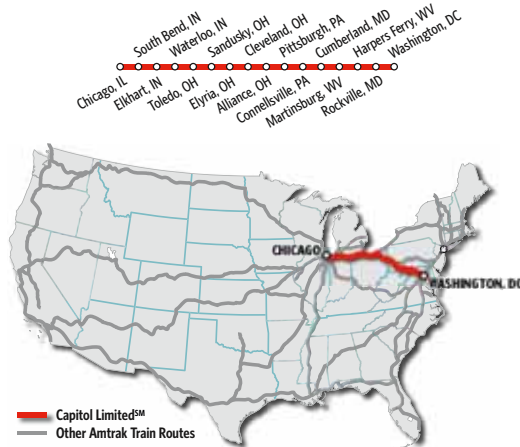 South Bend, IN
Waterloo, IN
Sandusky, OH
Cleveland, OH
Pittsburgh, PA
Cumberland, MD
Harpers Ferry, WV
Washington, DC
Chicago, IL
Elkhart, IN
Toledo, OH
Elyria, OH
Alliance, OH
Connellsville, PA
Martinsburg, WV
Rockville, MD
CHICAGO
WASHINGTON, DC
Capitol Limited℠
Other Amtrak Train Routes